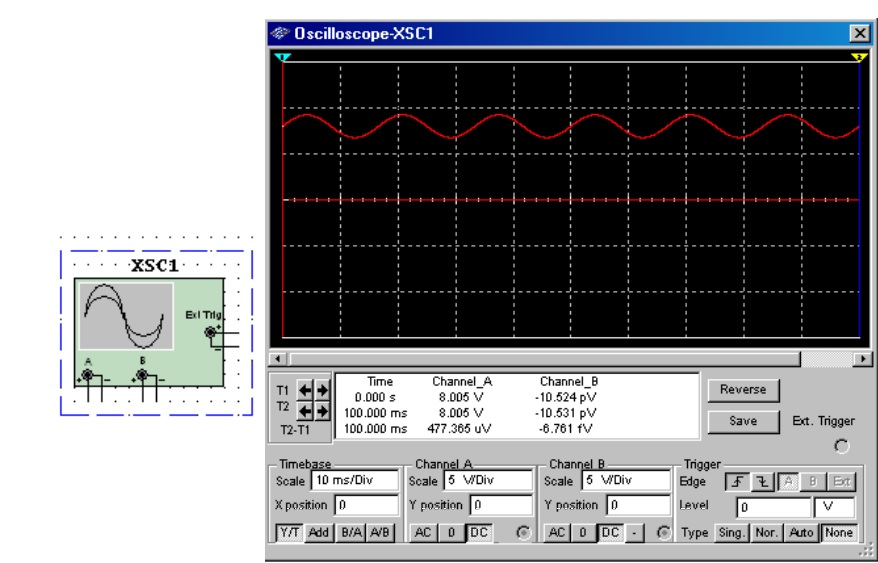 Oscilloscope-XSC1
1 2
XSC1
Ext Trig
+
-
A B
+ - + -
Time Channel_A Channel_B
T1 0.000 s 8.005 V -10.524 pV
T2 100.000 ms 8.005 V -10.531 pV
T2-T1 100.000 ms 477.365 uV -6.761 fV
Reverse
Save
Ext. Trigger
Timebase Channel A Channel B Trigger
Scale 10 ms/Div Scale 5 V/Div Scale 5 V/Div Edge A B Ext
X position 0 Y position 0 Y position 0 Level 0 V
Y/T Add B/A A/B AC 0 DC AC 0 DC - Type Sing. Nor. Auto None